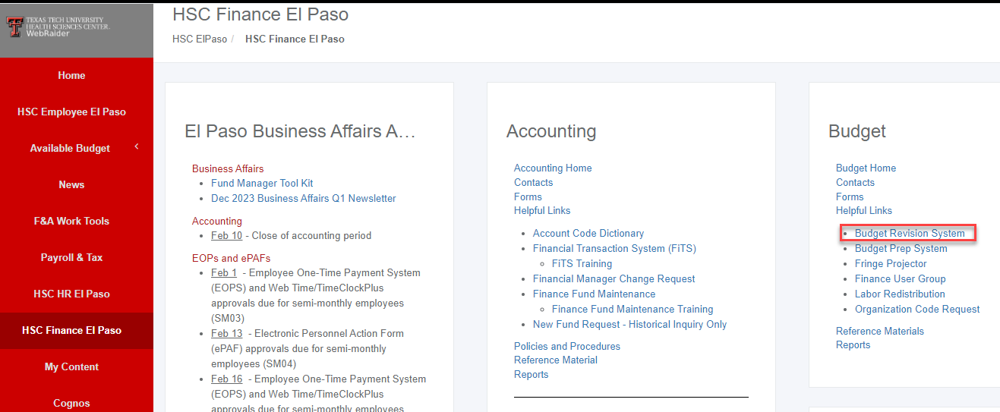 TEXAS TECH UNIVERSITY
HEALTH SCIENCES CENTER.
WebRaider
Home
HSC Employee El Paso
Available Budget
News
F&A Work Tools
Payroll & Tax
HSC HR El Paso
HSC Finance El Paso
My Content
Cognos
HSC Finance El Paso
HSC ElPaso / HSC Finance El Paso
El Paso Business Affairs A…
Business Affairs
• Fund Manager Tool Kit
• Dec 2023 Business Affairs Q1 Newsletter
Accounting
• Feb 10 - Close of accounting period
EOPs and ePAFs
• Feb 1 - Employee One-Time Payment System
(EOPS) and Web Time/TimeClockPlus
approvals due for semi-monthly employees
(SM03)
• Feb 13 - Electronic Personnel Action Form
(ePAF) approvals due for semi-monthly
employees (SM04)
• Feb 16 - Employee One-Time Payment System
(EOPS) and Web Time/TimeClockPlus
approvals due for semi-monthly employees
Accounting
Accounting Home
Contacts
Forms
Helpful Links
• Account Code Dictionary
• Financial Transaction System (FiTS)
◦ FiTS Training
• Financial Manager Change Request
• Finance Fund Maintenance
◦ Finance Fund Maintenance Training
• New Fund Request - Historical Inquiry Only
Policies and Procedures
Reference Material
Reports
Budget
Budget Home
Contacts
Forms
Helpful Links
• Budget Revision System
• Budget Prep System
• Fringe Projector
• Finance User Group
• Labor Redistribution
• Organization Code Request
Reference Materials
Reports